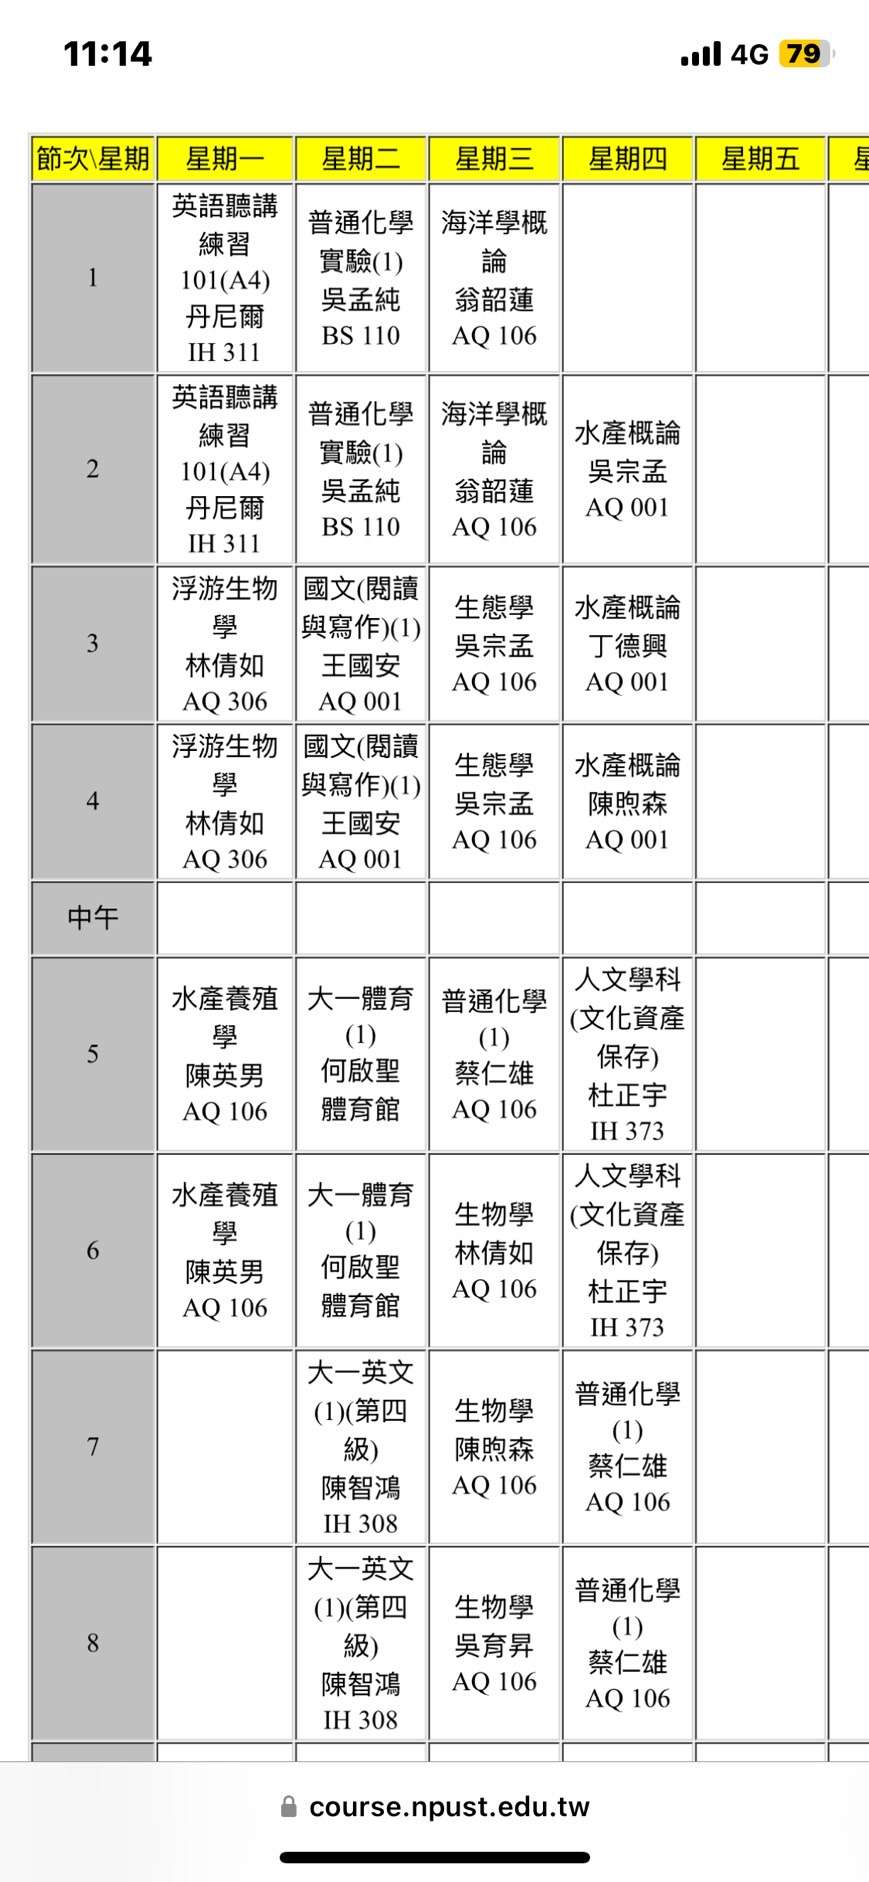 11:14
4G 79
節次\星期 星期一 星期二 星期三 星期四 星期五 星
1
英語聽講
練習
101(A4)
丹尼爾
IH 311
普通化學
實驗(1)
吳孟純
BS 110
海洋學概
論
翁韶蓮
AQ 106
2
英語聽講
練習
101(A4)
丹尼爾
IH 311
普通化學
實驗(1)
吳孟純
BS 110
海洋學概
論
翁韶蓮
AQ 106
水產概論
吳宗孟
AQ 001
3
浮游生物
學
林倩如
AQ 306
國文(閱讀
與寫作)(1)
王國安
AQ 001
生態學
吳宗孟
AQ 106
水產概論
丁德興
AQ 001
4
浮游生物
學
林倩如
AQ 306
國文(閱讀
與寫作)(1)
王國安
AQ 001
生態學
吳宗孟
AQ 106
水產概論
陳煦森
AQ 001
中午
5
水產養殖
學
陳英男
AQ 106
大一體育
(1)
何啟聖
體育館
普通化學
(1)
蔡仁雄
AQ 106
人文學科
(文化資產
保存)
杜正宇
IH 373
6
水產養殖
學
陳英男
AQ 106
大一體育
(1)
何啟聖
體育館
生物學
林倩如
AQ 106
人文學科
(文化資產
保存)
杜正宇
IH 373
7
大一英文
(1)(第四
級)
陳智鴻
IH 308
生物學
陳煦森
AQ 106
普通化學
(1)
蔡仁雄
AQ 106
8
大一英文
(1)(第四
級)
陳智鴻
IH 308
生物學
吳育昇
AQ 106
普通化學
(1)
蔡仁雄
AQ 106
course.npust.edu.tw